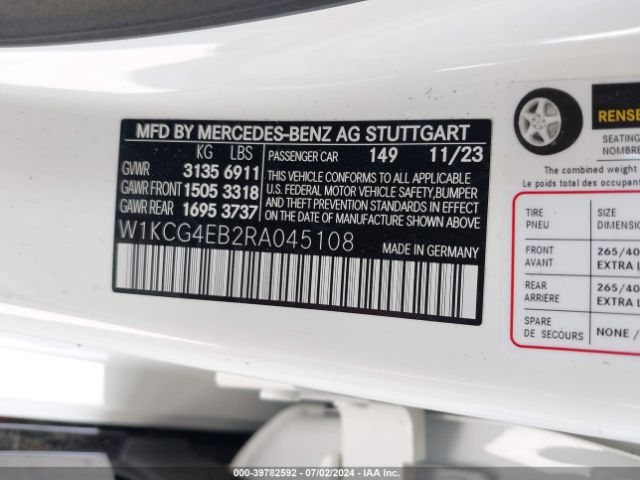 MFD BY MERCEDES-BENZ AG STUTTGART
KG LBS PASSENGER CAR 149 11/23
GVWR 3135 6911
GAWR FRONT 1505 3318
GAWR REAR 1695 3737
THIS VEHICLE CONFORMS TO ALL APPLICABLE
U.S. FEDERAL MOTOR VEHICLE SAFETY,BUMPER
AND THEFT PREVENTION STANDARDS IN EFFECT
ON THE DATE OF MANUFACTURE SHOWN ABOVE.
W1KCG4EB2RA045108
MADE IN GERMANY
RENSE
SEATING
NOMBRE
The combined weight
Le poids total des occupa
TIRE SIZE
PNEU DIMENSIO
FRONT 265/40
AVANT EXTRA L
REAR 265/40
ARRIÈRE EXTRA L
SPARE NONE /
DE SECOURS
000-39782592 - 07/02/2024 - IAA Inc.